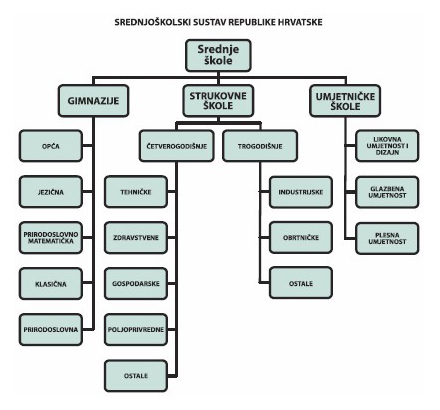 SREDNJOŠKOLSKI SUSTAV REPUBLIKE HRVATSKE
Srednje
škole
GIMNAZIJE
STRUKOVNE
ŠKOLE
UMJETNIČKE
ŠKOLE
OPĆA
JEZIČNA
PRIRODOSLOVNO
MATEMATIČKA
KLASIČNA
PRIRODOSLOVNA
ČETVEROGODIŠNJE
TEHNIČKE
ZDRAVSTVENE
GOSPODARSKE
POLJOPRIVREDNE
OSTALE
TROGODIŠNJE
INDUSTRIJSKE
OBRTNIČKE
OSTALE
LIKOVNA
UMJETNOST I
DIZAJN
GLAZBENA
UMJETNOST
PLESNA
UMJETNOST